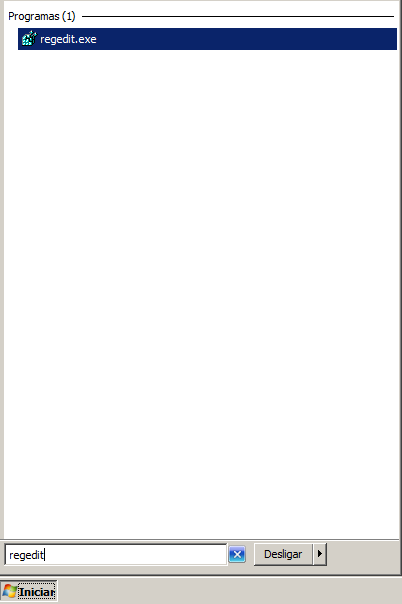 Programas (1)
regedit.exe
regedit
Desligar
Iniciar